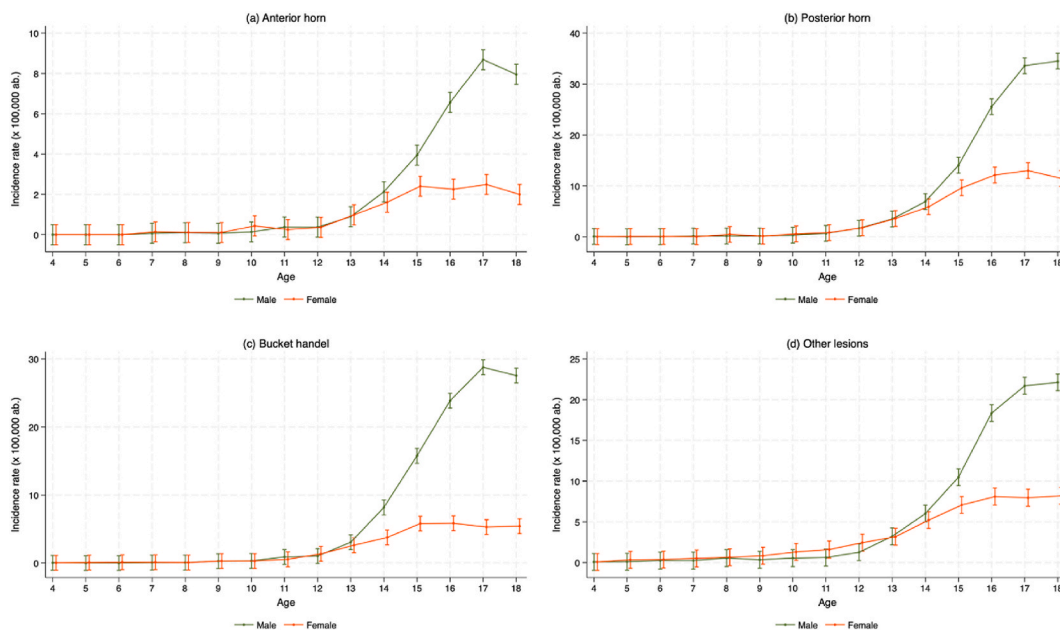 (a) Anterior horn
Incidence rate (x 100,000 ab.)
10
8
6
4
2
0
4 5 6 7 8 9 10 11 12 13 14 15 16 17 18
Age
Male Female
(b) Posterior horn
Incidence rate (x 100,000 ab.)
40
30
20
10
0
4 5 6 7 8 9 10 11 12 13 14 15 16 17 18
Age
Male Female
(c) Bucket handel
Incidence rate (x 100,000 ab.)
30
20
10
0
4 5 6 7 8 9 10 11 12 13 14 15 16 17 18
Age
Male Female
(d) Other lesions
Incidence rate (x 100,000 ab.)
25
20
15
10
5
0
4 5 6 7 8 9 10 11 12 13 14 15 16 17 18
Age
Male Female